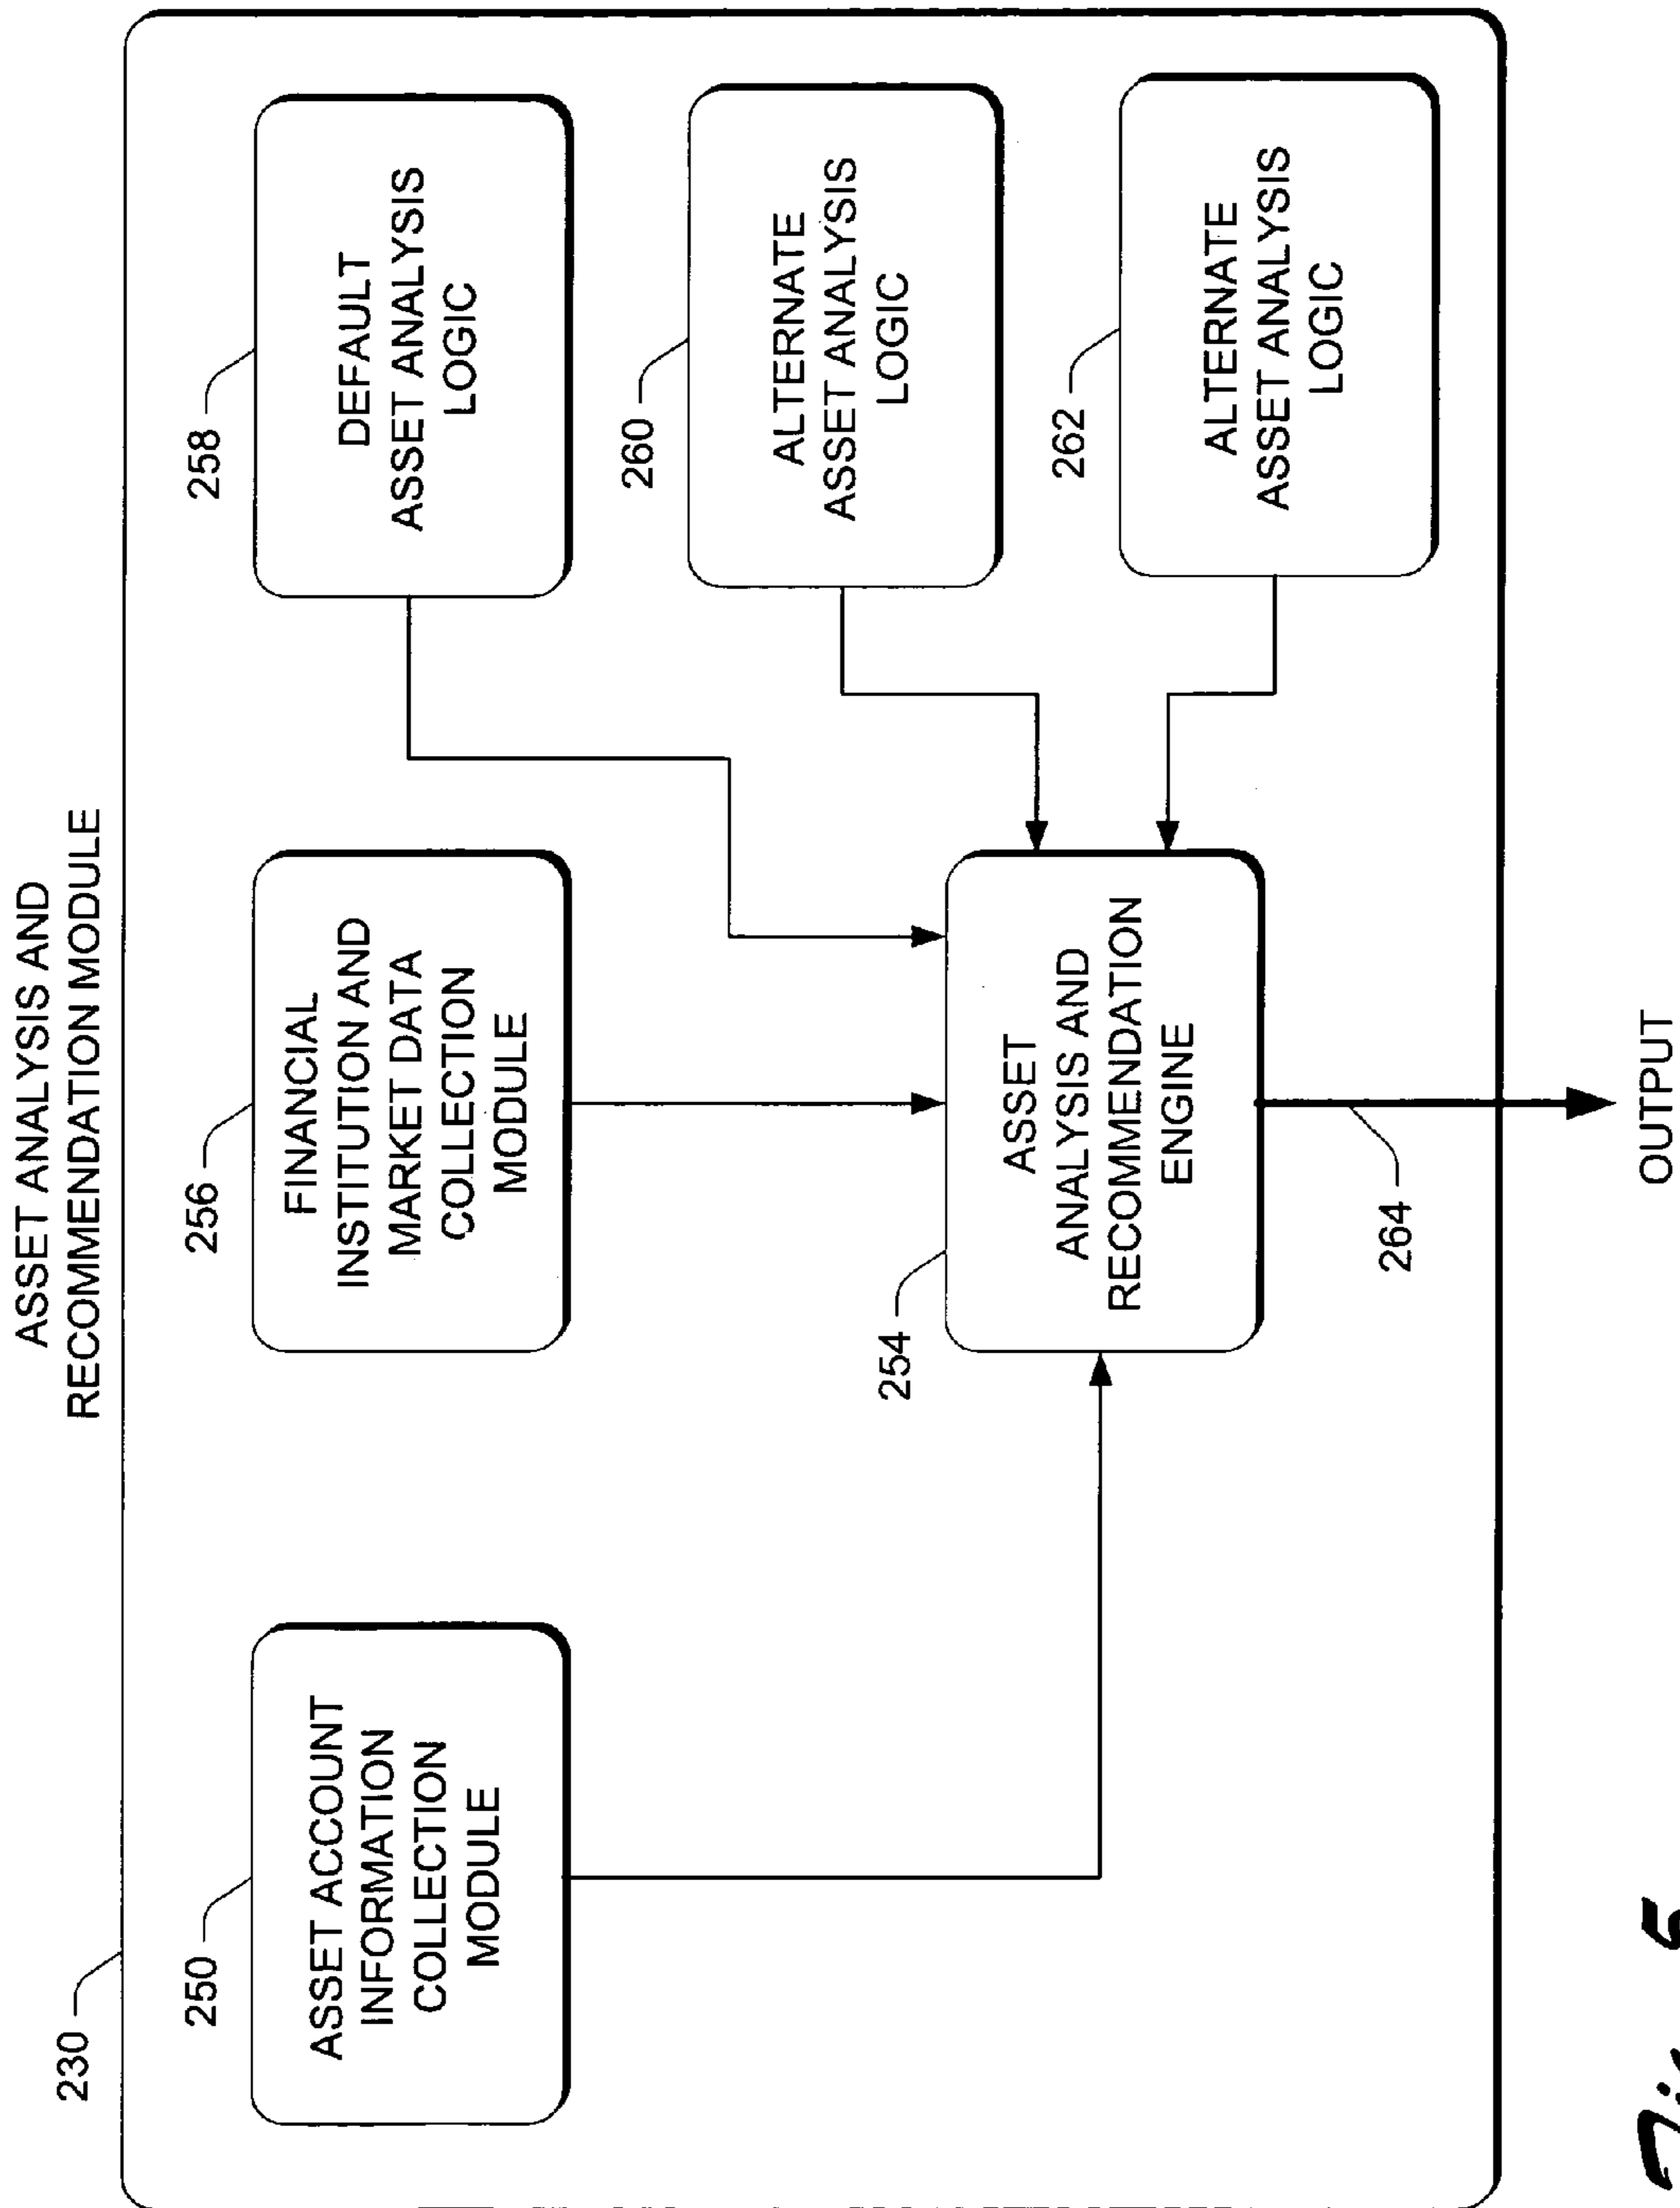 ASSET ANALYSIS AND
RECOMMENDATION MODULE
230
250
ASSET ACCOUNT
INFORMATION
COLLECTION
MODULE
256
FINANCIAL
INSTITUTION AND
MARKET DATA
COLLECTION
MODULE
258
DEFAULT
ASSET ANALYSIS
LOGIC
260
ALTERNATE
ASSET ANALYSIS
LOGIC
262
ALTERNATE
ASSET ANALYSIS
LOGIC
254
ASSET
ANALYSIS AND
RECOMMENDATION
ENGINE
264
OUTPUT